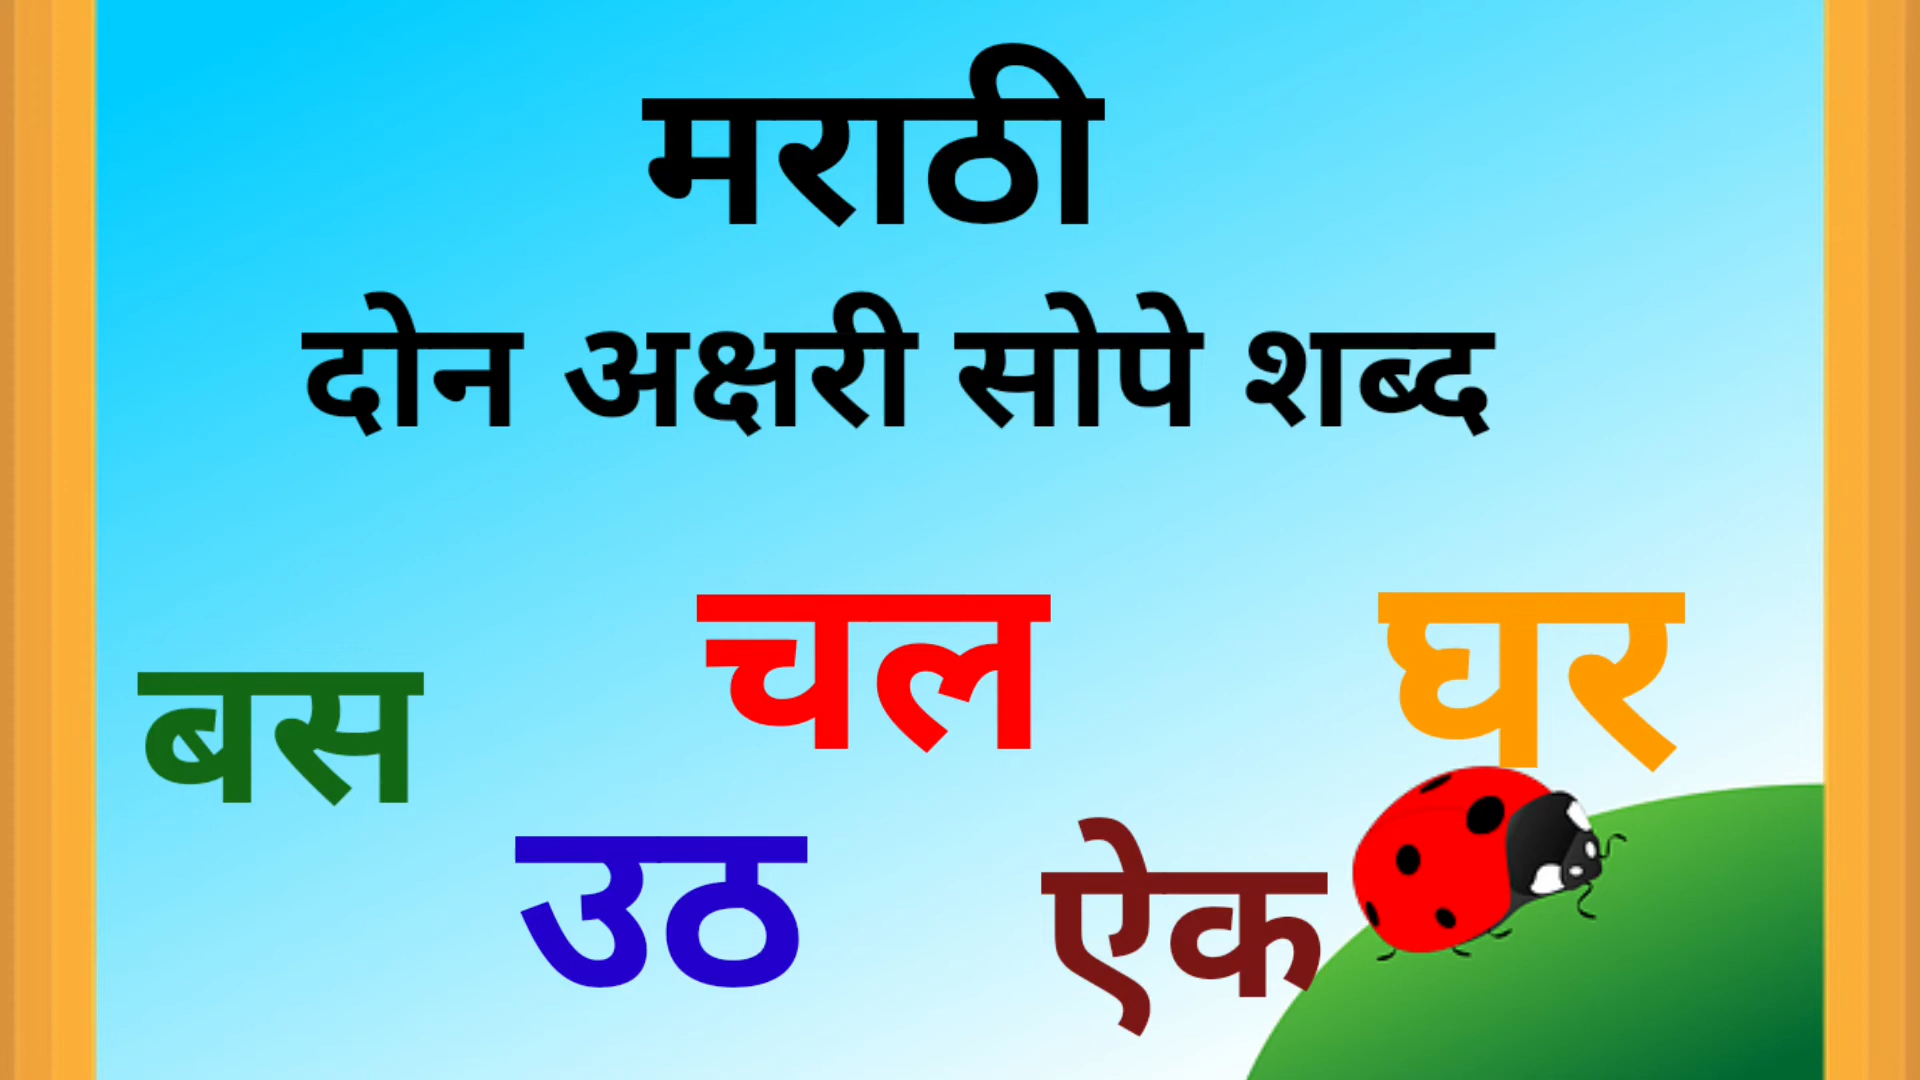 मराठी
दोन अक्षरी सोपे शब्द
बस
चल
घर
उठ
ऐक